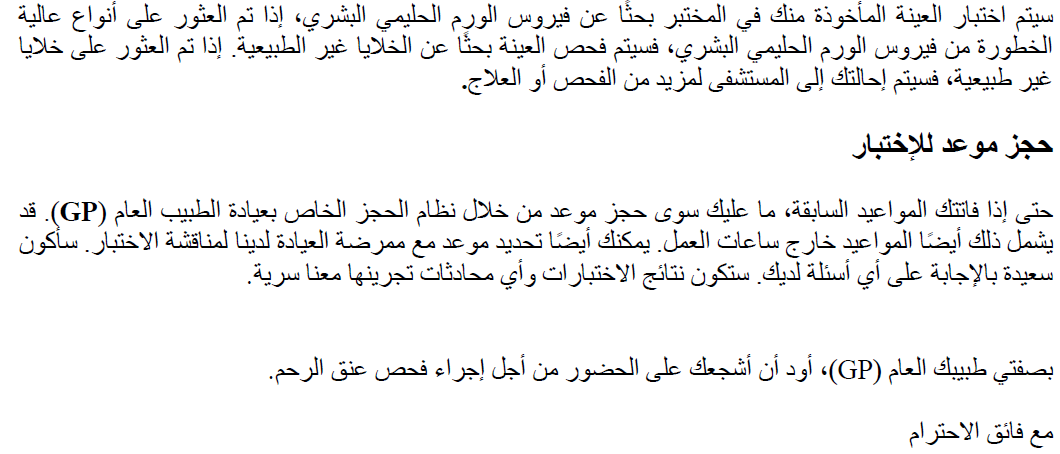 سيتم اختبار العينة المأخوذة منك في المختبر بحثًا عن فيروس الورم الحليمي البشري، إذا تم العثور على أنواع عالية
الخطورة من فيروس الورم الحليمي البشري، فسيتم فحص العينة بحثًا عن الخلايا غير الطبيعية. إذا تم العثور على خلايا
غير طبيعية، فسيتم إحالتك إلى المستشفى لمزيد من الفحص أو العلاج.
حجز موعد للإختبار
حتى إذا فاتتك المواعيد السابقة، ما عليك سوى حجز موعد من خلال نظام الحجز الخاص بعيادة الطبيب العام (GP). قد
يشمل ذلك أيضًا المواعيد خارج ساعات العمل. يمكنك أيضًا تحديد موعد مع ممرضة العيادة لدينا لمناقشة الاختبار. سأكون
سعيدة بالإجابة على أي أسئلة لديك. ستكون نتائج الاختبارات وأي محادثات تجرينها معنا سرية.
بصفتي طبيبك العام (GP)، أود أن أشجعك على الحضور من أجل إجراء فحص عنق الرحم.
مع فائق الاحترام